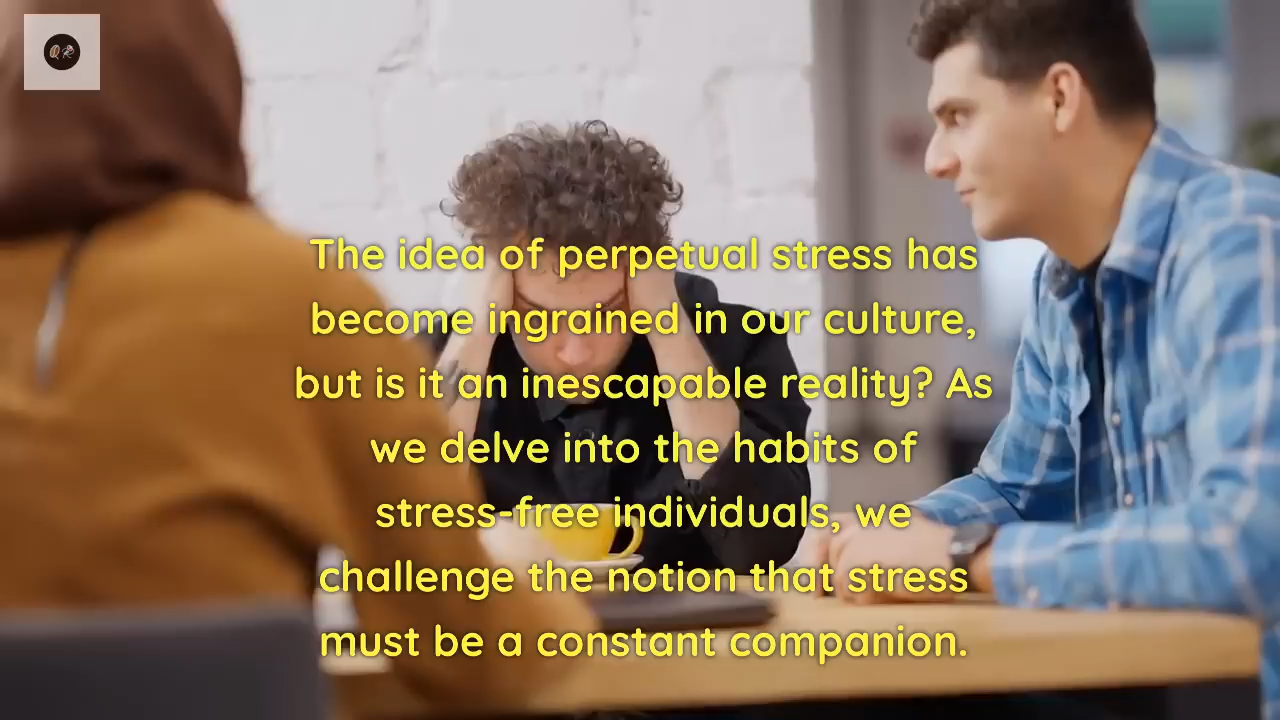 QR
The idea of perpetual stress has
become ingrained in our culture,
but is it an inescapable reality? As
we delve into the habits of
stress-free individuals, we
challenge the notion that stress
must be a constant companion.